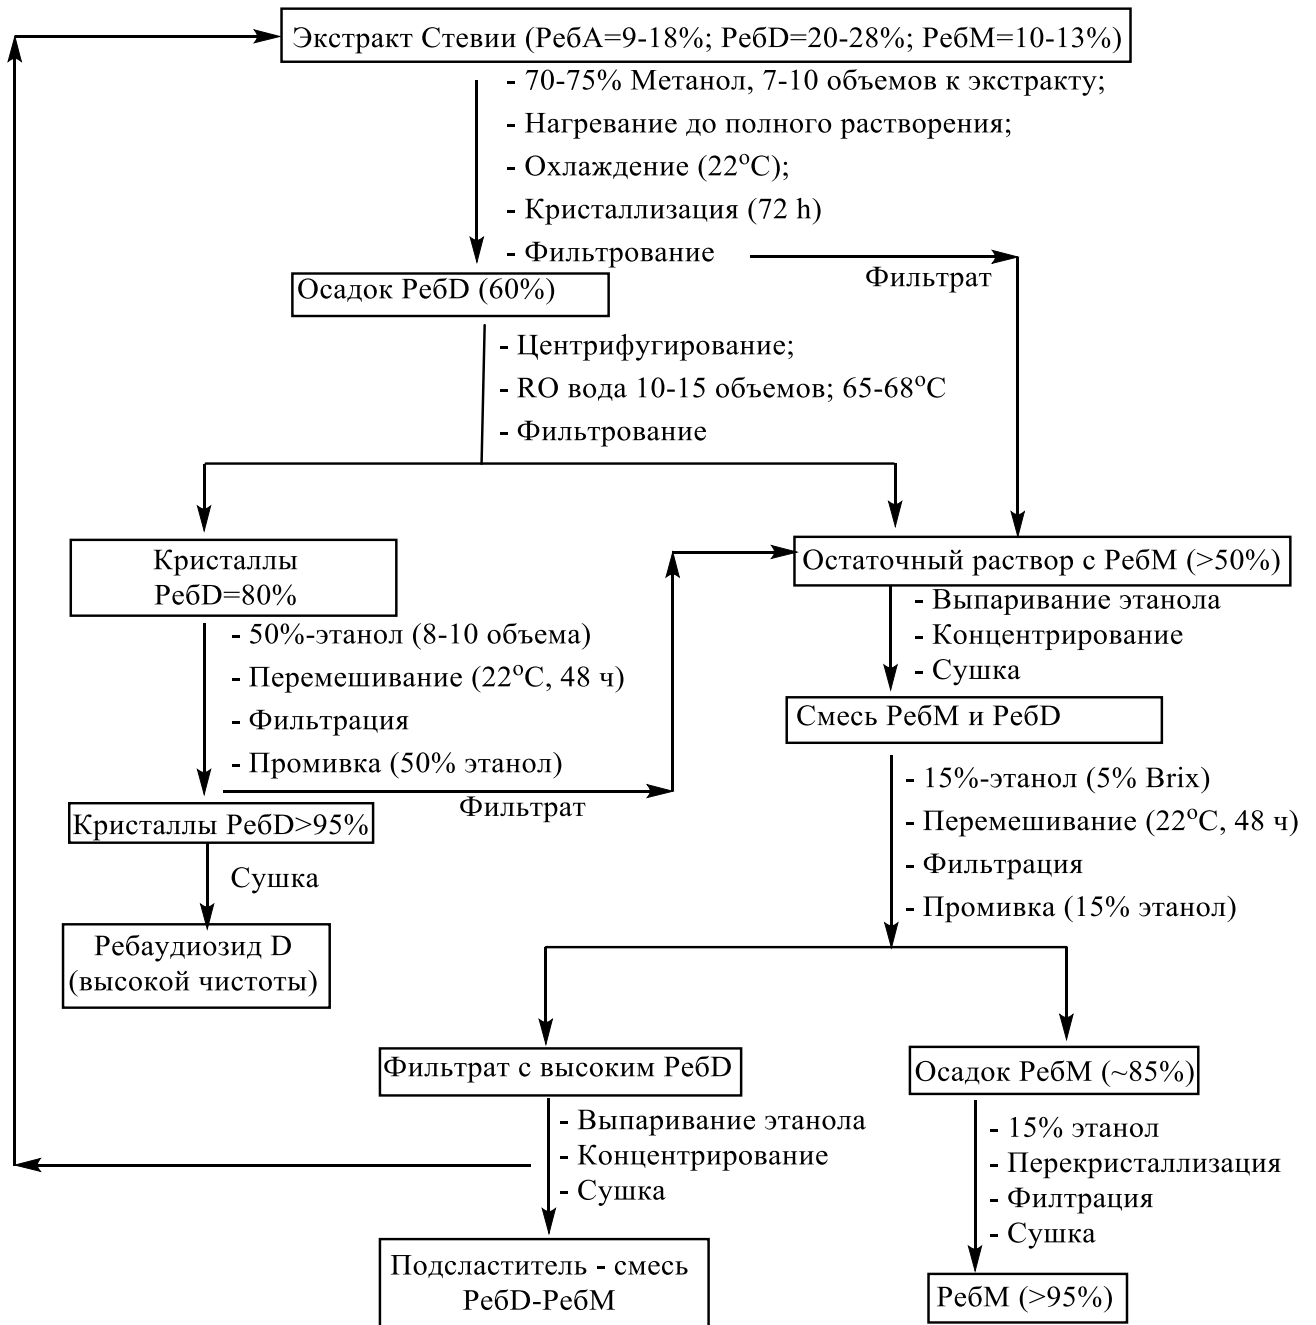 Экстракт Стевии (РебА=9-18%; РебD=20-28%; РебМ=10-13%)
- 70-75% Метанол, 7-10 объемов к экстракту;
- Нагревание до полного растворения;
- Охлаждение (22°C);
- Кристаллизация (72 h)
- Фильтрование
Фильтрат
Осадок РебD (60%)
- Центрифугирование;
- RO вода 10-15 объемов; 65-68°C
- Фильтрование
Кристаллы
РебD=80%
Остаточный раствор с РебМ (>50%)
- 50%-этанол (8-10 объема)
- Перемешивание (22°C, 48 ч)
- Фильтрация
- Промивка (50% этанол)
Фильтрат
- Выпаривание этанола
- Концентрирование
- Сушка
Смесь РебМ и РебD
Кристаллы РебD>95%
Сушка
Ребаудиозид D
(высокой чистоты)
- 15%-этанол (5% Brix)
- Перемешивание (22°C, 48 ч)
- Фильтрация
- Промивка (15% этанол)
Фильтрат с высоким РебD
Осадок РебМ (~85%)
- Выпаривание этанола
- Концентрирование
- Сушка
- 15% этанол
- Перекристаллизация
- Филтрация
- Сушка
Подсластитель - смесь
РебD-РебМ
РебМ (>95%)